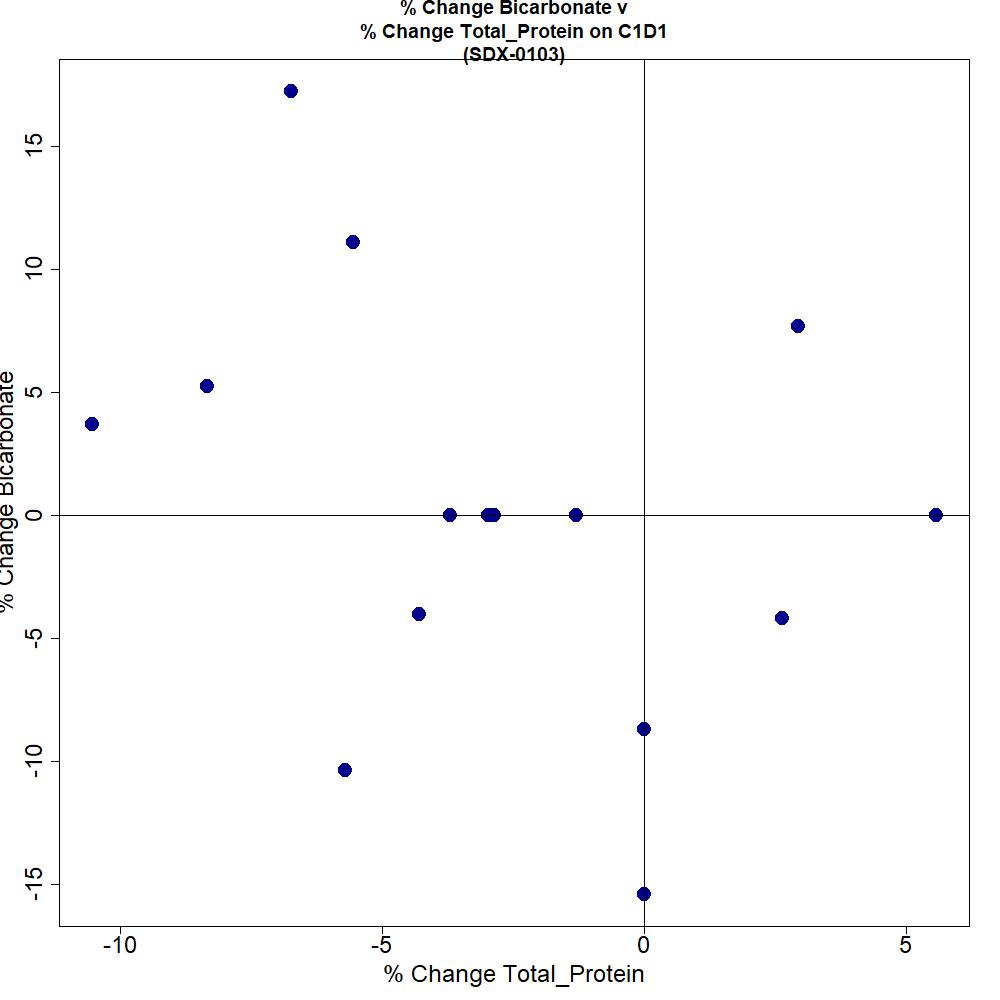 % Change Bicarbonate v
% Change Total_Protein on C1D1
(SDX-0103)
% Change Bicarbonate
15
10
5
0
-5
-10
-15
-10
-5
0
5
% Change Total_Protein